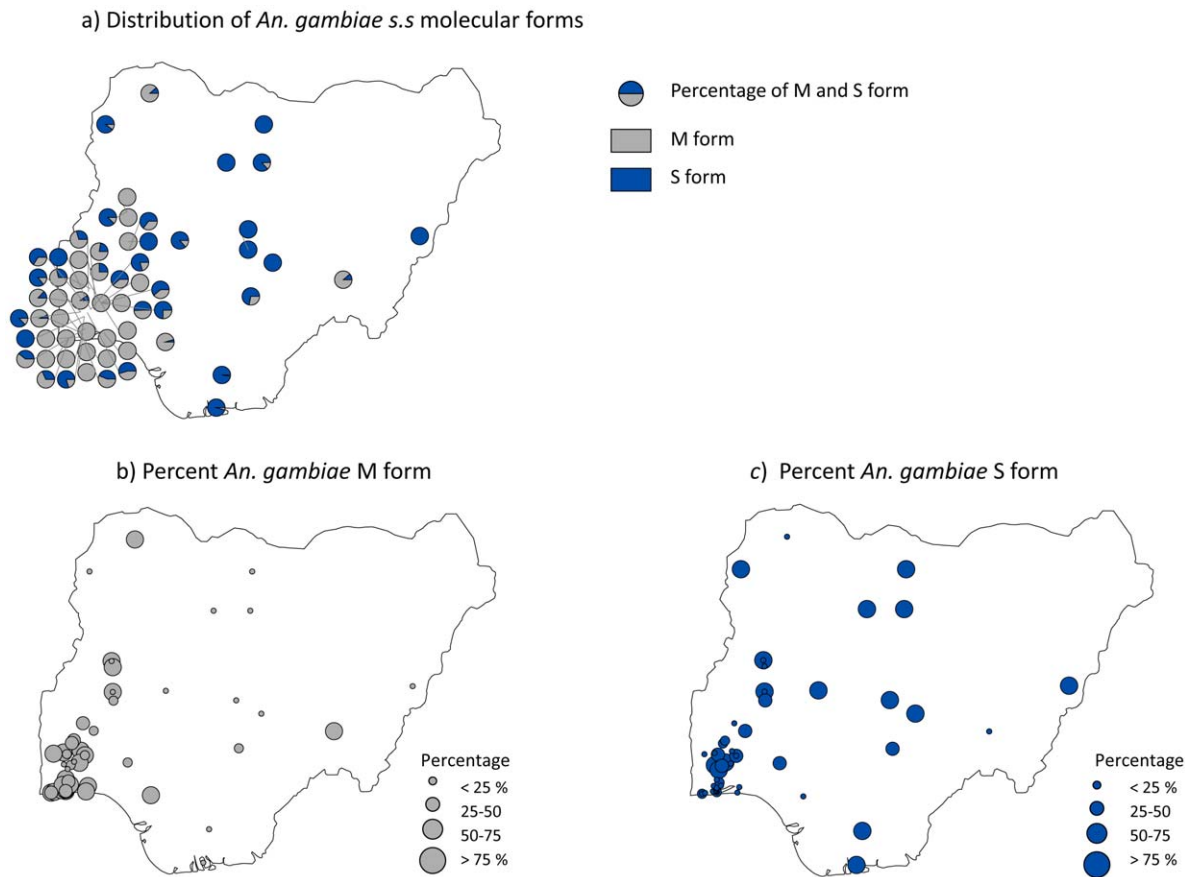 a) Distribution of An. gambiae s.s molecular forms
Percentage of M and S form
M form
S form
b) Percent An. gambiae M form
Percentage
< 25 %
25-50
50-75
> 75 %
c) Percent An. gambiae S form
Percentage
< 25 %
25-50
50-75
> 75 %